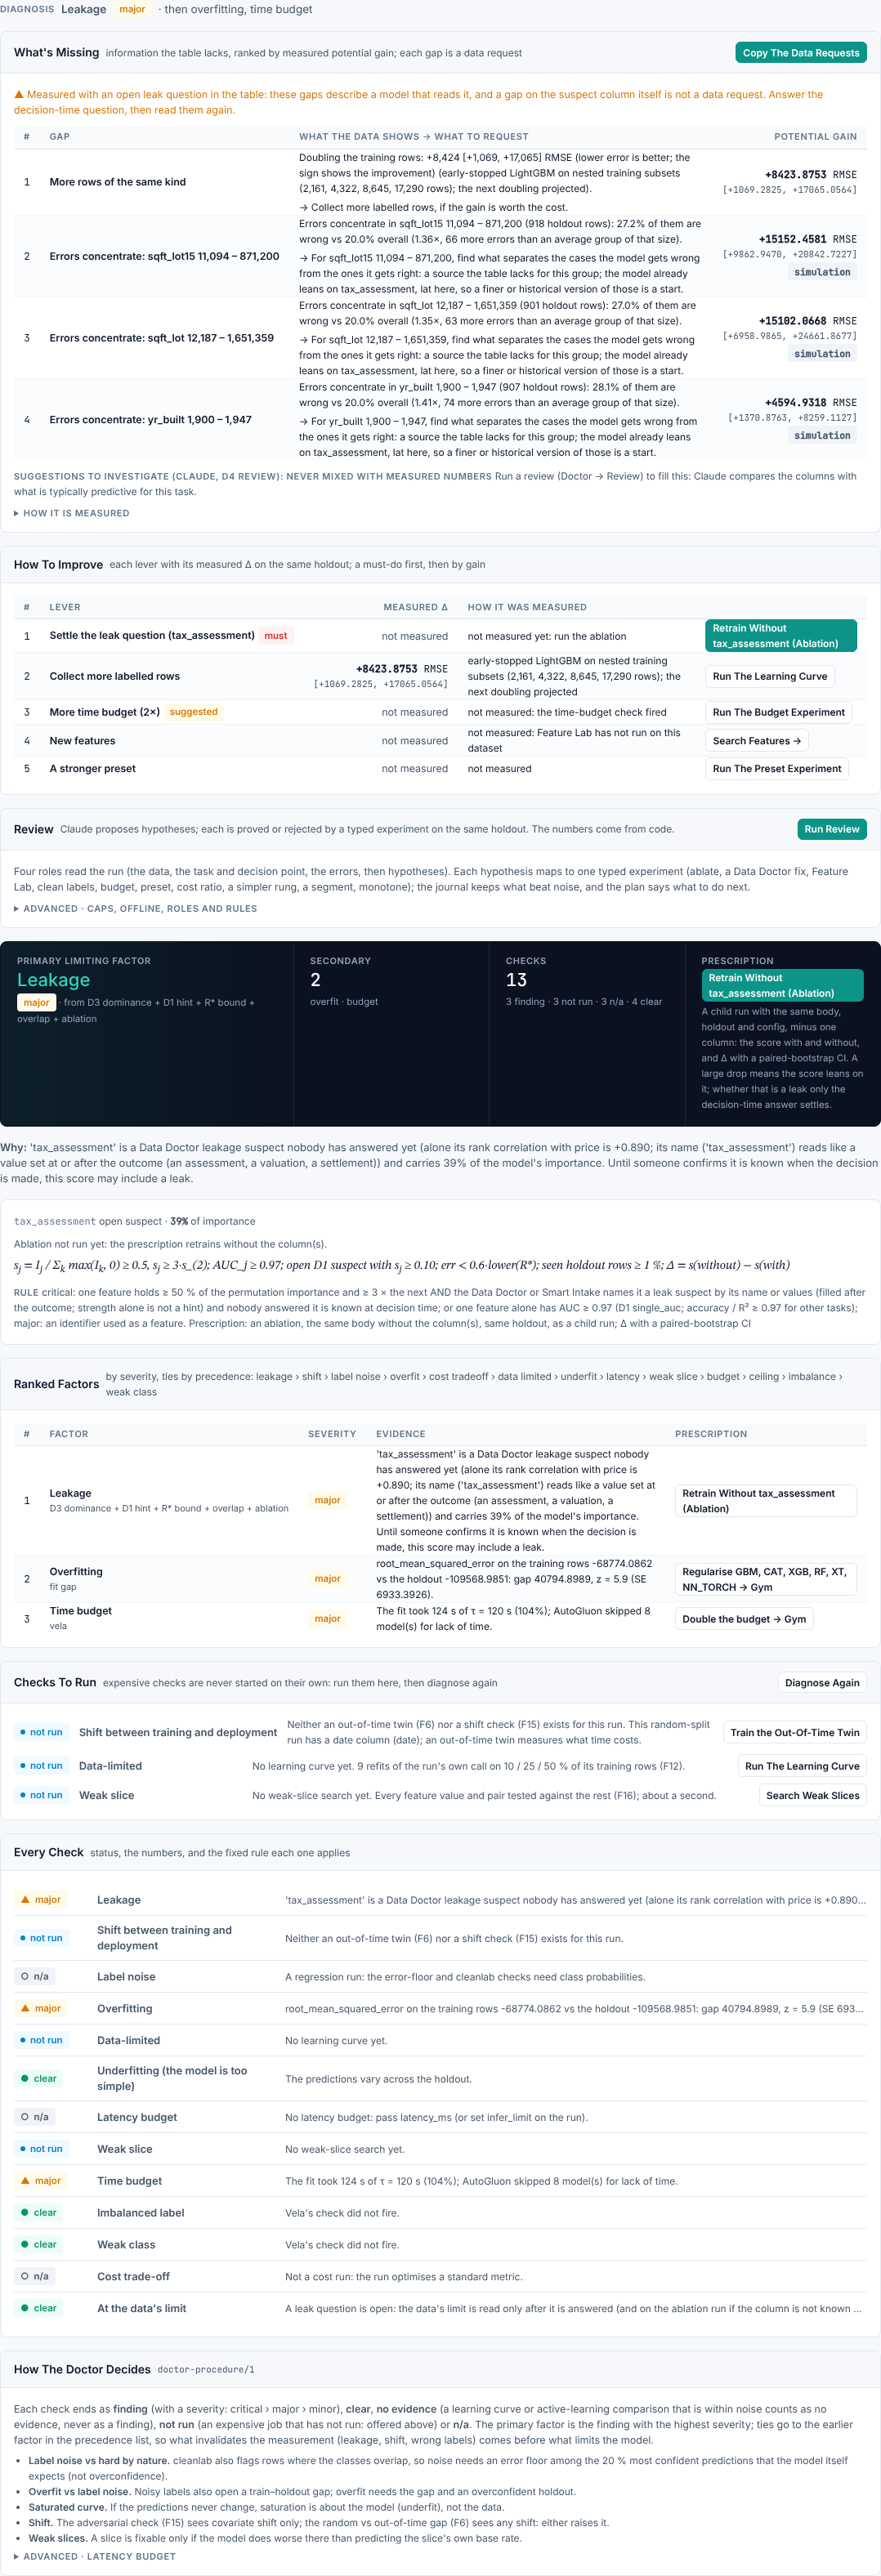 DIAGNOSIS Leakage major · then overfitting, time budget
What's Missing information the table lacks, ranked by measured potential gain; each gap is a data request
Copy The Data Requests
▲ Measured with an open leak question in the table: these gaps describe a model that reads it, and a gap on the suspect column itself is not a data request. Answer the
decision-time question, then read them again.
# GAP WHAT THE DATA SHOWS → WHAT TO REQUEST POTENTIAL GAIN
1 More rows of the same kind
Doubling the training rows: +8,424 [+1,069, +17,065] RMSE (lower error is better; the
sign shows the improvement) (early-stopped LightGBM on nested training subsets
(2,161, 4,322, 8,645, 17,290 rows); the next doubling projected).
→ Collect more labelled rows, if the gain is worth the cost.
+8423.8753 RMSE
[+1069.2825, +17065.0564]
2 Errors concentrate: sqft_lot15 11,094 – 871,200
Errors concentrate in sqft_lot15 11,094 – 871,200 (918 holdout rows): 27.2% of them are
wrong vs 20.0% overall (1.36×, 66 more errors than an average group of that size).
→ For sqft_lot15 11,094 – 871,200, find what separates the cases the model gets wrong
from the ones it gets right: a source the table lacks for this group; the model already
leans on tax_assessment, lat here, so a finer or historical version of those is a start.
+15152.4581 RMSE
[+9862.9470, +20842.7227]
simulation
3 Errors concentrate: sqft_lot 12,187 – 1,651,359
Errors concentrate in sqft_lot 12,187 – 1,651,359 (901 holdout rows): 27.0% of them are
wrong vs 20.0% overall (1.35×, 63 more errors than an average group of that size).
→ For sqft_lot 12,187 – 1,651,359, find what separates the cases the model gets wrong
from the ones it gets right: a source the table lacks for this group; the model already
leans on tax_assessment, lat here, so a finer or historical version of those is a start.
+15102.0668 RMSE
[+6958.9865, +24661.8677]
simulation
4 Errors concentrate: yr_built 1,900 – 1,947
Errors concentrate in yr_built 1,900 – 1,947 (907 holdout rows): 28.1% of them are
wrong vs 20.0% overall (1.41×, 74 more errors than an average group of that size).
→ For yr_built 1,900 – 1,947, find what separates the cases the model gets wrong from
the ones it gets right: a source the table lacks for this group; the model already leans
on tax_assessment, lat here, so a finer or historical version of those is a start.
+4594.9318 RMSE
[+1370.8763, +8259.1127]
simulation
SUGGESTIONS TO INVESTIGATE (CLAUDE, D4 REVIEW): NEVER MIXED WITH MEASURED NUMBERS Run a review (Doctor → Review) to fill this: Claude compares the columns with
what is typically predictive for this task.
▶ HOW IT IS MEASURED
How To Improve each lever with its measured Δ on the same holdout; a must-do first, then by gain
# LEVER MEASURED Δ HOW IT WAS MEASURED
1 Settle the leak question (tax_assessment) must not measured not measured yet: run the ablation
Retrain Without
tax_assessment (Ablation)
2 Collect more labelled rows
+8423.8753 RMSE
[+1069.2825, +17065.0564]
early-stopped LightGBM on nested training
subsets (2,161, 4,322, 8,645, 17,290 rows); the
next doubling projected
Run The Learning Curve
3 More time budget (2×) suggested not measured not measured: the time-budget check fired Run The Budget Experiment
4 New features not measured
not measured: Feature Lab has not run on this
dataset
Search Features →
5 A stronger preset not measured not measured Run The Preset Experiment
Review Claude proposes hypotheses; each is proved or rejected by a typed experiment on the same holdout. The numbers come from code.
Run Review
Four roles read the run (the data, the task and decision point, the errors, then hypotheses). Each hypothesis maps to one typed experiment (ablate, a Data Doctor fix, Feature
Lab, clean labels, budget, preset, cost ratio, a simpler rung, a segment, monotone); the journal keeps what beat noise, and the plan says what to do next.
▶ ADVANCED · CAPS, OFFLINE, ROLES AND RULES
PRIMARY LIMITING FACTOR
Leakage
major · from D3 dominance + D1 hint + R* bound +
overlap + ablation
SECONDARY
2
overfit · budget
CHECKS
13
3 finding · 3 not run · 3 n/a · 4 clear
PRESCRIPTION
Retrain Without
tax_assessment (Ablation)
A child run with the same body,
holdout and config, minus one
column: the score with and without,
and Δ with a paired-bootstrap CI. A
large drop means the score leans on
it; whether that is a leak only the
decision-time answer settles.
Why: 'tax_assessment' is a Data Doctor leakage suspect nobody has answered yet (alone its rank correlation with price is +0.890; its name ('tax_assessment') reads like a
value set at or after the outcome (an assessment, a valuation, a settlement)) and carries 39% of the model's importance. Until someone confirms it is known when the decision
is made, this score may include a leak.
tax_assessment open suspect · 39% of importance
Ablation not run yet: the prescription retrains without the column(s).
s_j = I_j / Σ_k max(I_k, 0) ≥ 0.5, s_j ≥ 3·s_(2); AUC_j ≥ 0.97; open D1 suspect with s_j ≥ 0.10; err < 0.6·lower(R*); seen holdout rows ≥ 1 %; Δ = s(without) − s(with)
RULE critical: one feature holds ≥ 50 % of the permutation importance and ≥ 3 × the next AND the Data Doctor or Smart Intake names it a leak suspect by its name or values (filled after
the outcome; strength alone is not a hint) and nobody answered it is known at decision time; or one feature alone has AUC ≥ 0.97 (D1 single_auc; accuracy / R² ≥ 0.97 for other tasks);
major: an identifier used as a feature. Prescription: an ablation, the same body without the column(s), same holdout, as a child run; Δ with a paired-bootstrap CI
Ranked Factors
by severity, ties by precedence: leakage › shift › label noise › overfit › cost tradeoff › data limited › underfit › latency › weak slice › budget › ceiling › imbalance ›
weak class
# FACTOR SEVERITY EVIDENCE PRESCRIPTION
1 Leakage
D3 dominance + D1 hint + R* bound + overlap + ablation
major
'tax_assessment' is a Data Doctor leakage suspect nobody
has answered yet (alone its rank correlation with price is
+0.890; its name ('tax_assessment') reads like a value set at
or after the outcome (an assessment, a valuation, a
settlement)) and carries 39% of the model's importance.
Until someone confirms it is known when the decision is
made, this score may include a leak.
Retrain Without tax_assessment
(Ablation)
2 Overfitting
fit gap
major
root_mean_squared_error on the training rows -68774.0862
vs the holdout -109568.9851: gap 40794.8989, z = 5.9 (SE
6933.3926).
Regularise GBM, CAT, XGB, RF, XT,
NN_TORCH → Gym
3 Time budget
vela
major
The fit took 124 s of τ = 120 s (104%); AutoGluon skipped 8
model(s) for lack of time.
Double the budget → Gym
Checks To Run expensive checks are never started on their own: run them here, then diagnose again
Diagnose Again
● not run Shift between training and deployment
Neither an out-of-time twin (F6) nor a shift check (F15) exists for this run. This random-split
run has a date column (date); an out-of-time twin measures what time costs.
Train the Out-Of-Time Twin
● not run Data-limited No learning curve yet. 9 refits of the run's own call on 10 / 25 / 50 % of its training rows (F12). Run The Learning Curve
● not run Weak slice No weak-slice search yet. Every feature value and pair tested against the rest (F16); about a second. Search Weak Slices
Every Check status, the numbers, and the fixed rule each one applies
▲ major Leakage 'tax_assessment' is a Data Doctor leakage suspect nobody has answered yet (alone its rank correlation with price is +0.890...
● not run Shift between training and
deployment
Neither an out-of-time twin (F6) nor a shift check (F15) exists for this run.
○ n/a Label noise A regression run: the error-floor and cleanlab checks need class probabilities.
▲ major Overfitting root_mean_squared_error on the training rows -68774.0862 vs the holdout -109568.9851: gap 40794.8989, z = 5.9 (SE 693...
● not run Data-limited No learning curve yet.
● clear Underfitting (the model is too
simple)
The predictions vary across the holdout.
○ n/a Latency budget No latency budget: pass latency_ms (or set infer_limit on the run).
● not run Weak slice No weak-slice search yet.
▲ major Time budget The fit took 124 s of τ = 120 s (104%); AutoGluon skipped 8 model(s) for lack of time.
● clear Imbalanced label Vela's check did not fire.
● clear Weak class Vela's check did not fire.
○ n/a Cost trade-off Not a cost run: the run optimises a standard metric.
● clear At the data's limit A leak question is open: the data's limit is read only after it is answered (and on the ablation run if the column is not known ...
How The Doctor Decides doctor-procedure/1
Each check ends as finding (with a severity: critical › major › minor), clear, no evidence (a learning curve or active-learning comparison that is within noise counts as no
evidence, never as a finding), not run (an expensive job that has not run: offered above) or n/a. The primary factor is the finding with the highest severity; ties go to the earlier
factor in the precedence list, so what invalidates the measurement (leakage, shift, wrong labels) comes before what limits the model.
• Label noise vs hard by nature. cleanlab also flags rows where the classes overlap, so noise needs an error floor among the 20 % most confident predictions that the model itself
expects (not overconfidence).
• Overfit vs label noise. Noisy labels also open a train–holdout gap; overfit needs the gap and an overconfident holdout.
• Saturated curve. If the predictions never change, saturation is about the model (underfit), not the data.
• Shift. The adversarial check (F15) sees covariate shift only; the random vs out-of-time gap (F6) sees any shift: either raises it.
• Weak slices. A slice is fixable only if the model does worse there than predicting the slice's own base rate.
▶ ADVANCED · LATENCY BUDGET